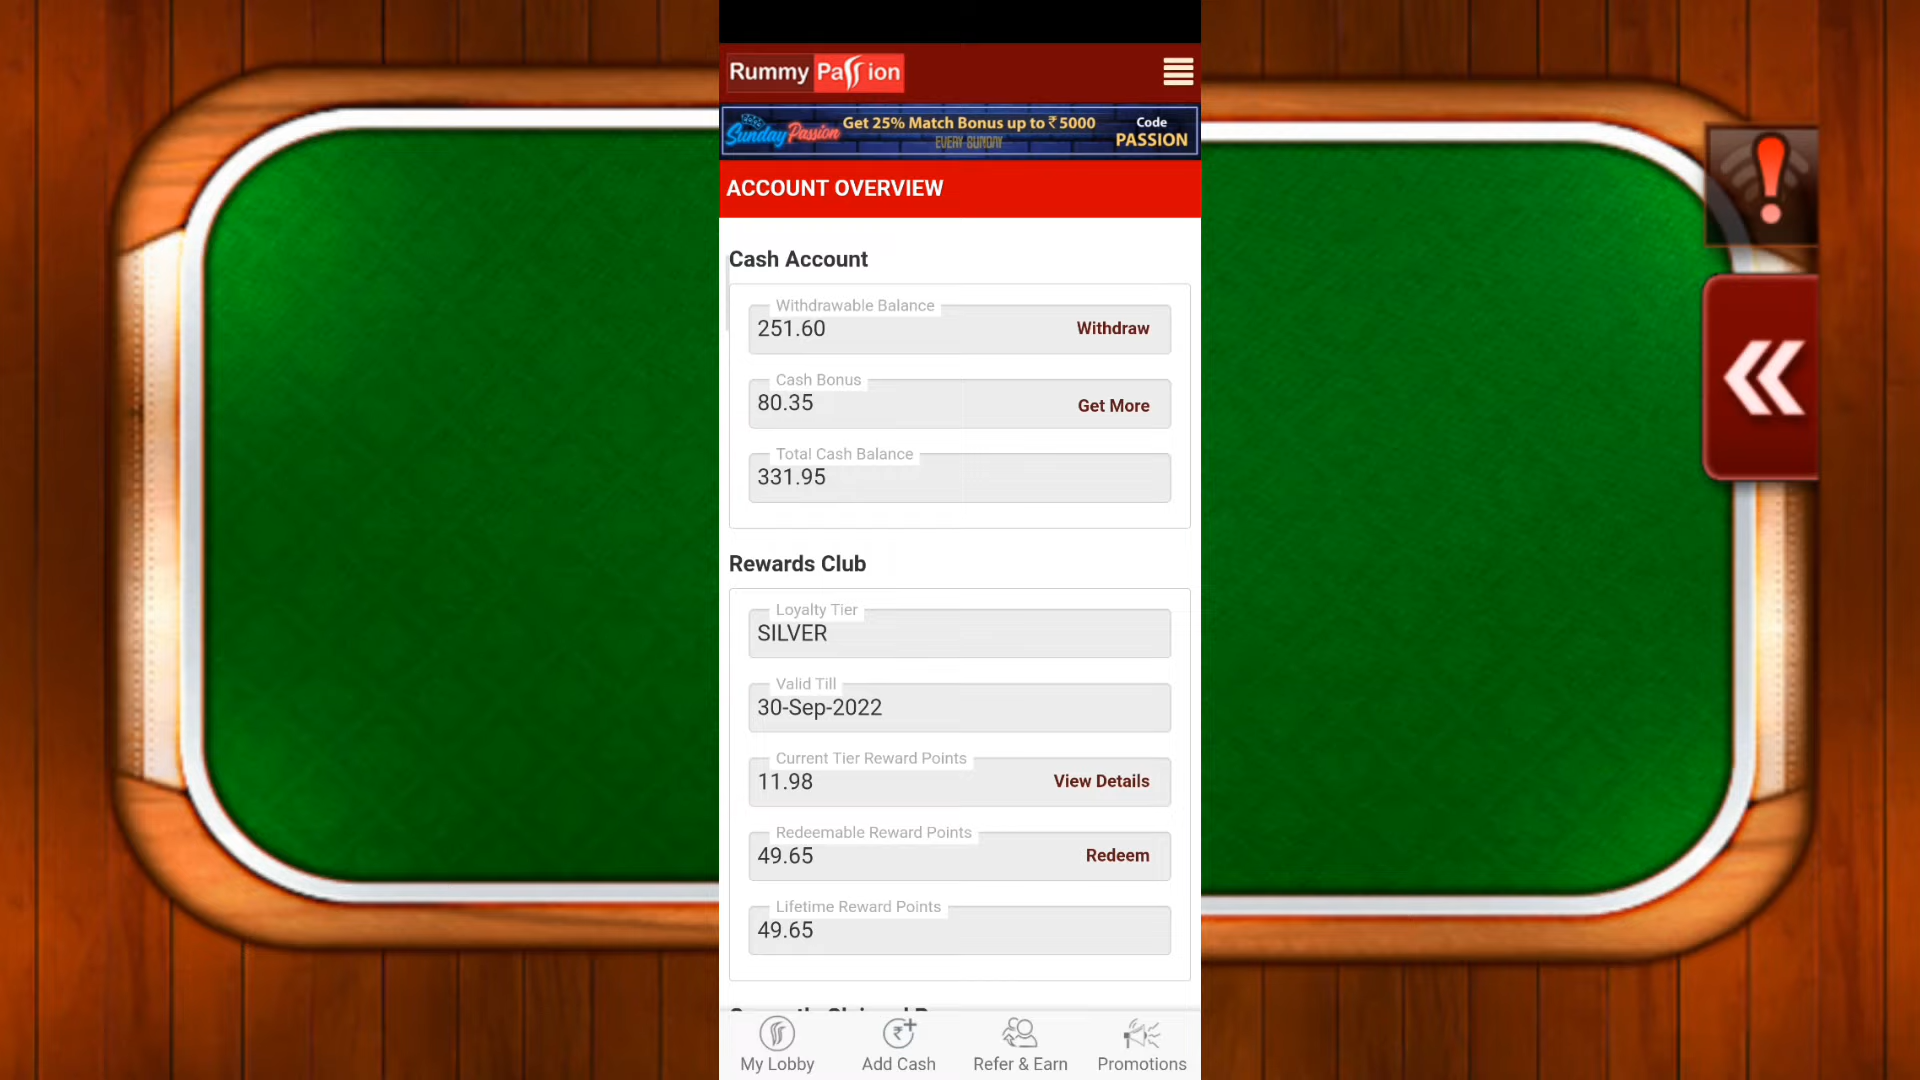 Rummy Passion
Sunday Passion
Get 25% Match Bonus up to ₹ 5000
EVERY SUNDAY
Code
PASSION
ACCOUNT OVERVIEW
Cash Account
Withdrawable Balance
251.60 Withdraw
Cash Bonus
80.35 Get More
Total Cash Balance
331.95
Rewards Club
Loyalty Tier
SILVER
Valid Till
30-Sep-2022
Current Tier Reward Points
11.98 View Details
Redeemable Reward Points
49.65 Redeem
Lifetime Reward Points
49.65
My Lobby Add Cash Refer & Earn Promotions